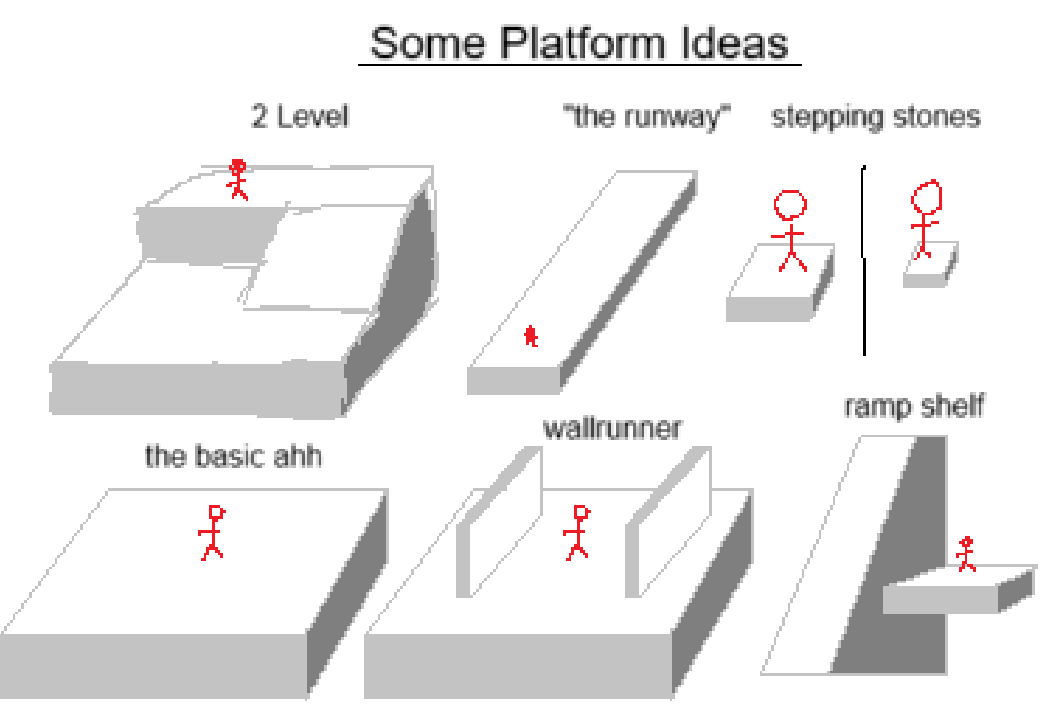 Some Platform Ideas
2 Level
"the runway"
stepping stones
the basic ahh
wallrunner
ramp shelf